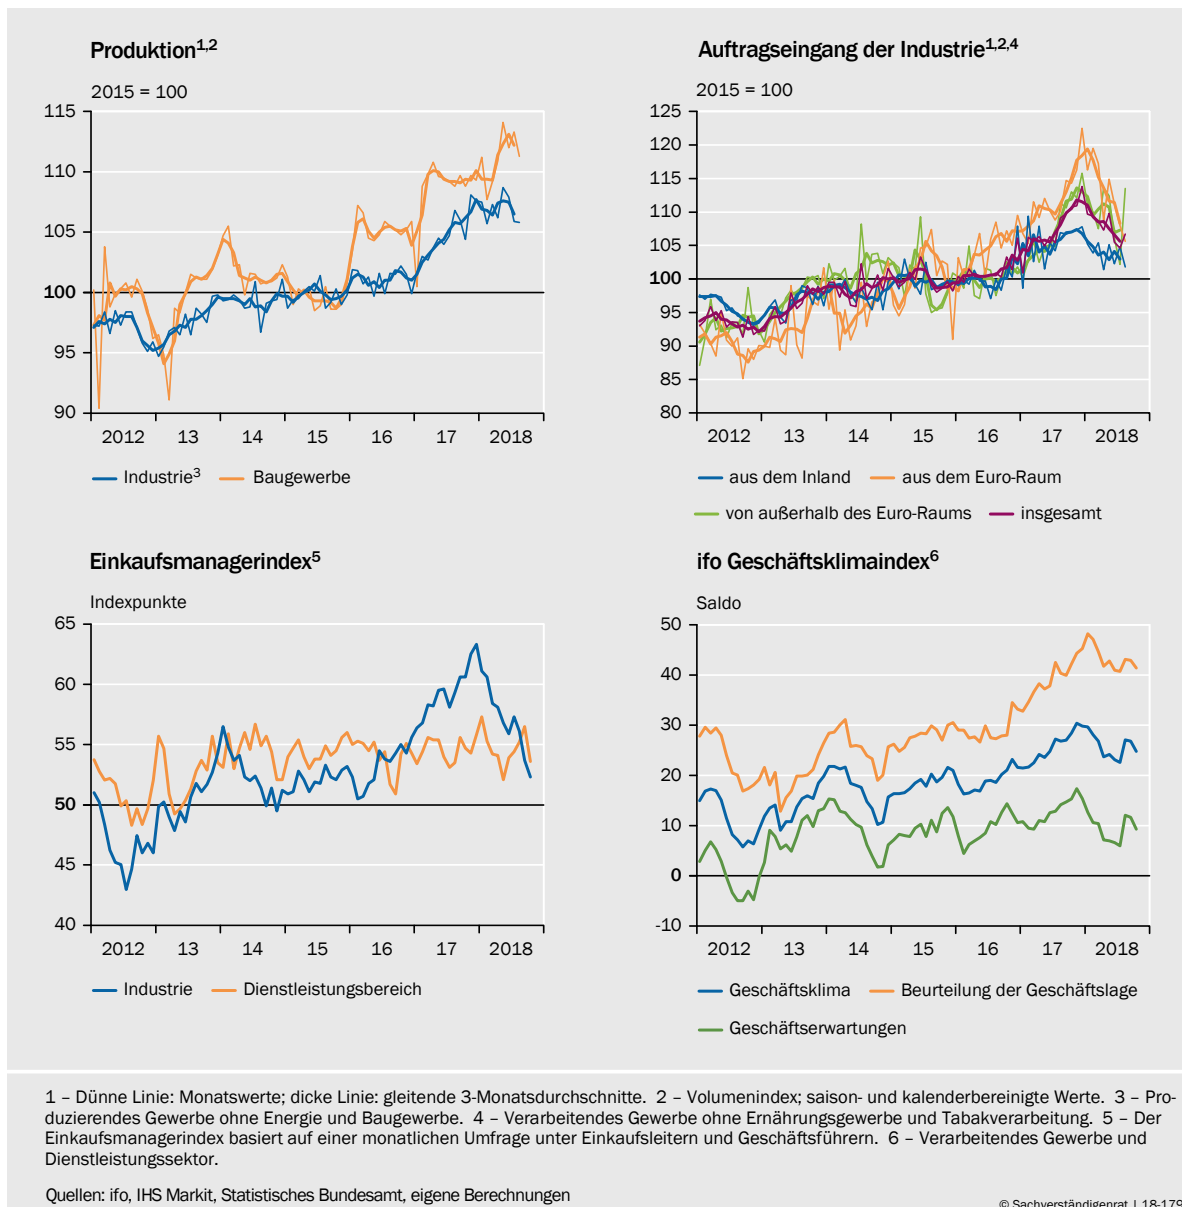 Produktion1,2
2015 = 100
115
110
105
100
95
90
2012 13 14 15 16 17 2018
Industrie3 Baugewerbe
Auftragseingang der Industrie1,2,4
2015 = 100
125
120
115
110
105
100
95
90
85
80
2012 13 14 15 16 17 2018
aus dem Inland aus dem Euro-Raum
von außerhalb des Euro-Raums insgesamt
Einkaufsmanagerindex5
Indexpunkte
65
60
55
50
45
40
2012 13 14 15 16 17 2018
Industrie Dienstleistungsbereich
ifo Geschäftsklimaindex6
Saldo
50
40
30
20
10
0
-10
2012 13 14 15 16 17 2018
Geschäftsklima Beurteilung der Geschäftslage
Geschäftserwartungen
1 – Dünne Linie: Monatswerte; dicke Linie: gleitende 3-Monatsdurchschnitte. 2 – Volumenindex; saison- und kalenderbereinigte Werte. 3 – Pro-
duzierendes Gewerbe ohne Energie und Baugewerbe. 4 – Verarbeitendes Gewerbe ohne Ernährungsgewerbe und Tabakverarbeitung. 5 – Der
Einkaufsmanagerindex basiert auf einer monatlichen Umfrage unter Einkaufsleitern und Geschäftsführern. 6 – Verarbeitendes Gewerbe und
Dienstleistungssektor.
Quellen: ifo, IHS Markit, Statistisches Bundesamt, eigene Berechnungen
© Sachverständigenrat | 18-179